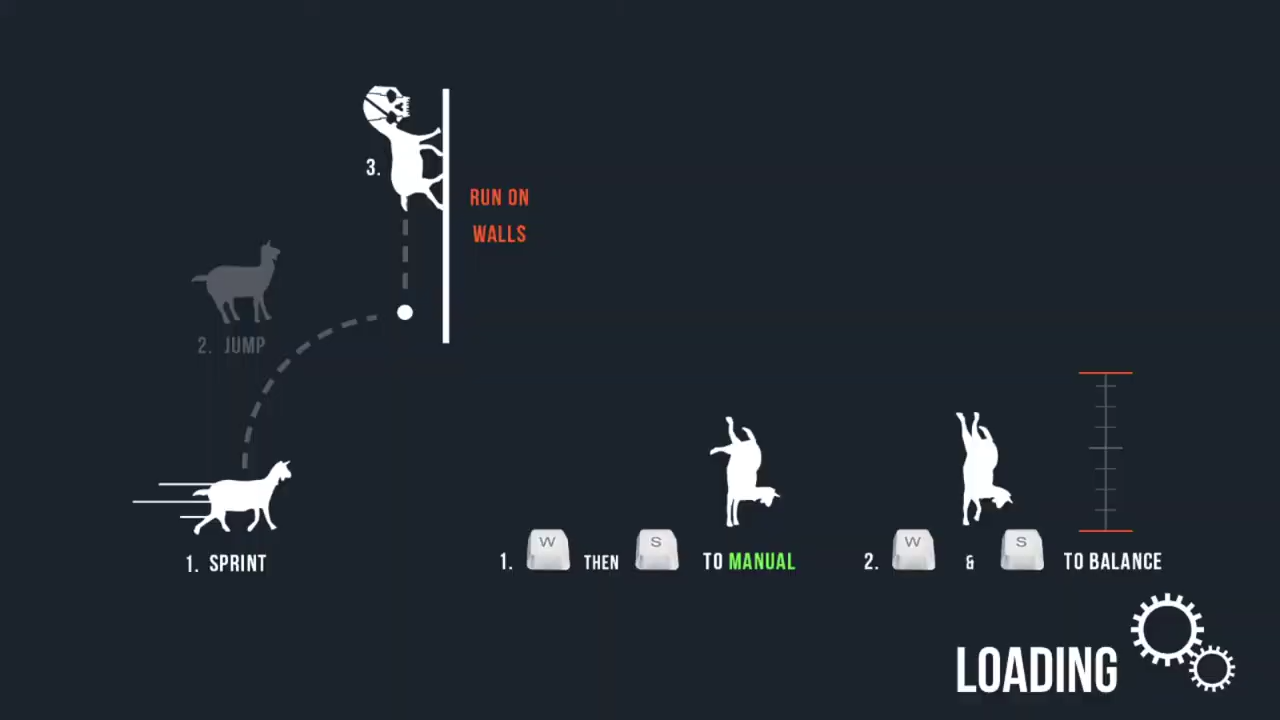 3.
RUN ON
WALLS
2. JUMP
1. SPRINT
1. W THEN S TO MANUAL
2. W & S TO BALANCE
LOADING